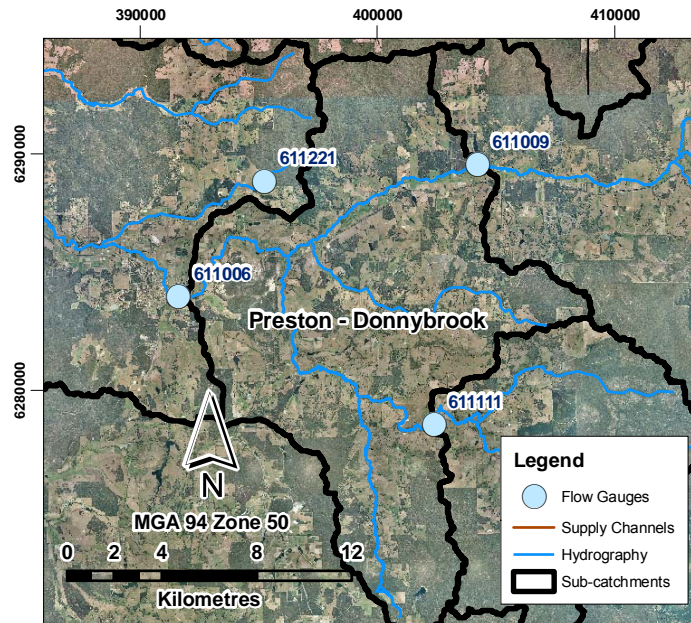 390000
400000
410000
6290000
611221
611009
611006
Preston - Donnybrook
6280000
611111
N
MGA 94 Zone 50
0 2 4 8 12
Kilometres
Legend
Flow Gauges
Supply Channels
Hydrography
Sub-catchments